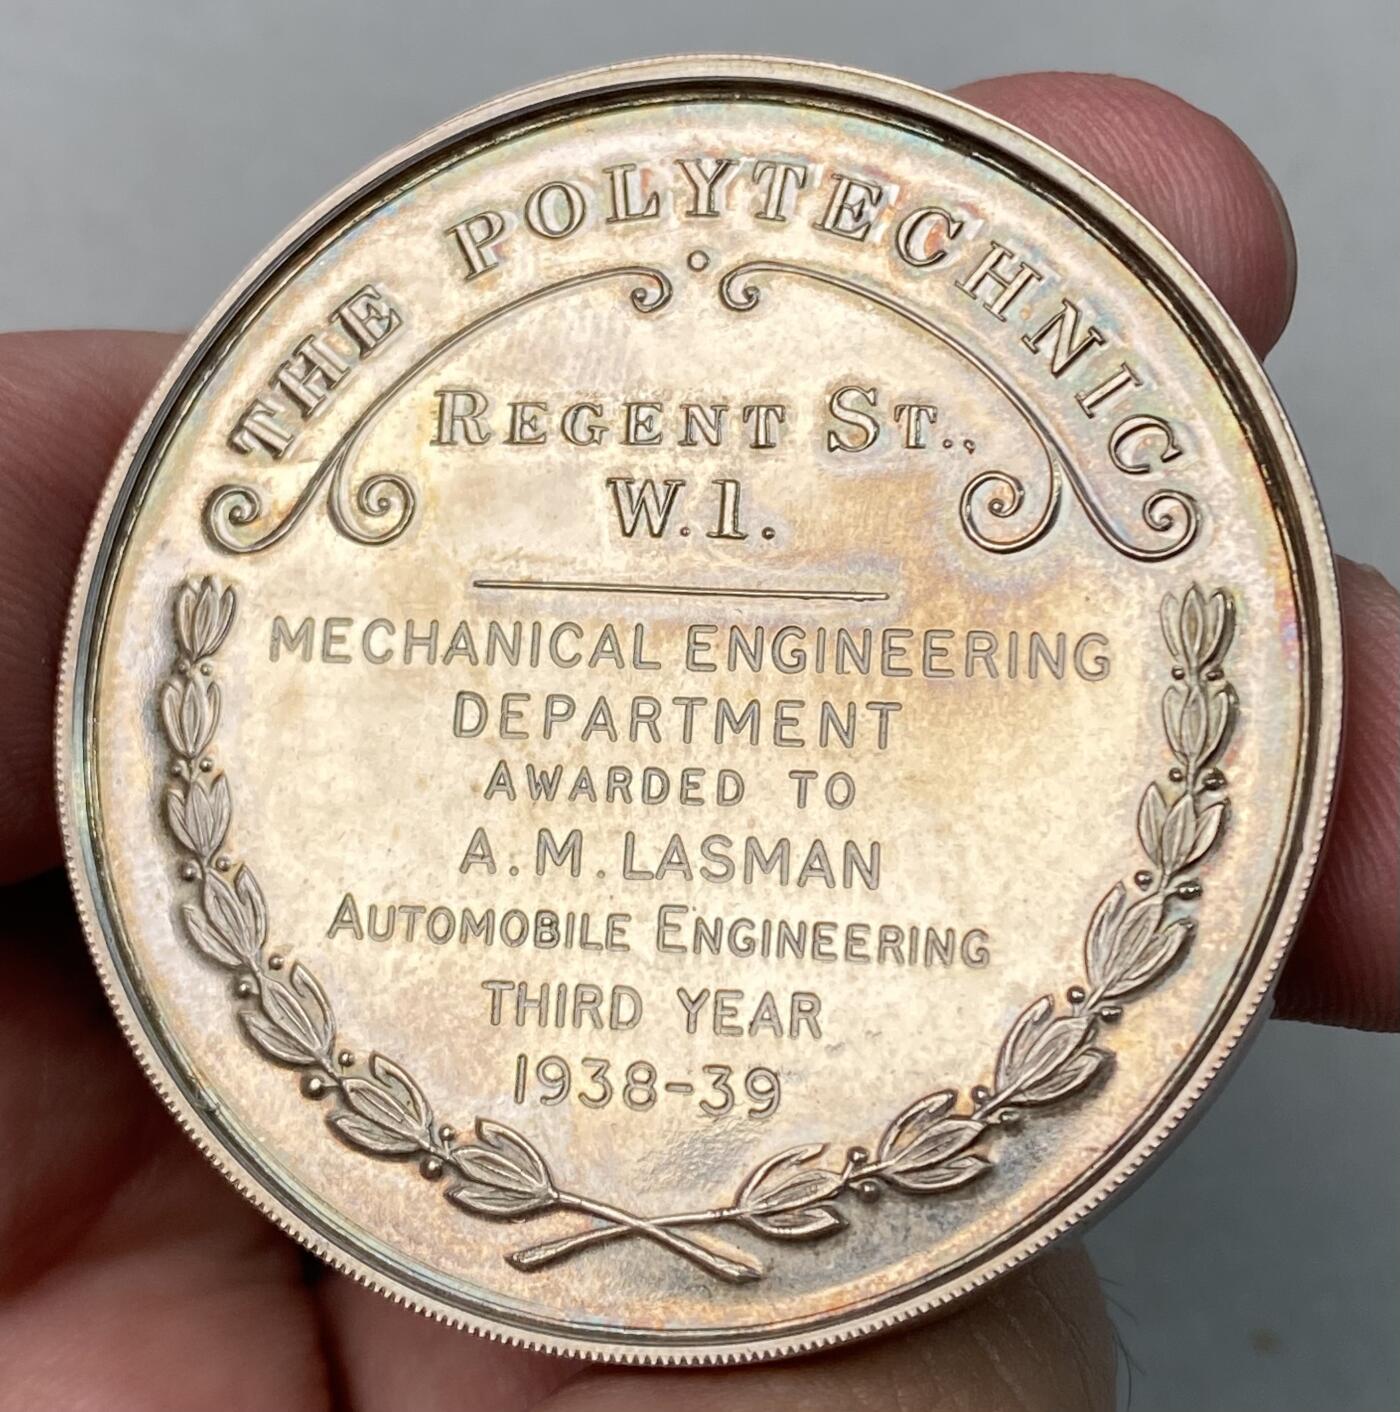 THE POLYTECHNIC
REGENT ST.,
W.1.
MECHANICAL ENGINEERING
DEPARTMENT
AWARDED TO
A. M. LASMAN
AUTOMOBILE ENGINEERING
THIRD YEAR
1938-39